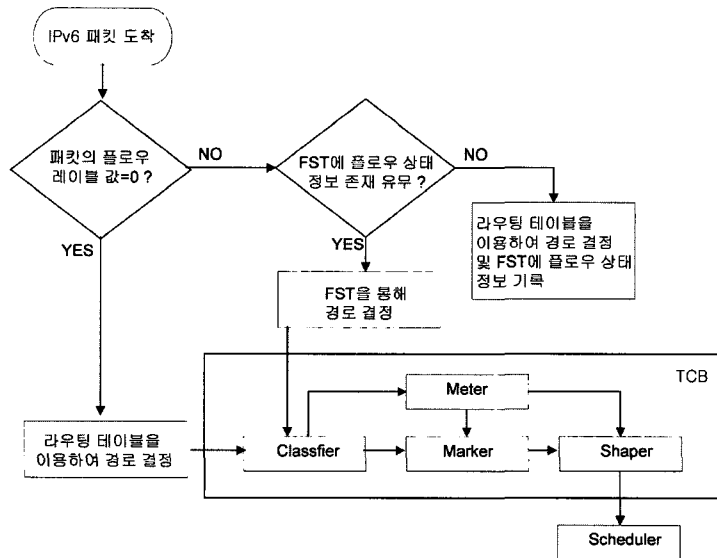 IPv6 패킷 도착
패킷의 플로우
레이블 값=0 ?
NO
FST에 플로우 상태
정보 존재 유무 ?
NO
YES
YES
라우팅 테이블을
이용하여 경로 결정
및 FST에 플로우 상태
정보 기록
FST을 통해
경로 결정
TCB
Meter
라우팅 테이블을
이용하여 경로 결정
Classfier
Marker
Shaper
Scheduler